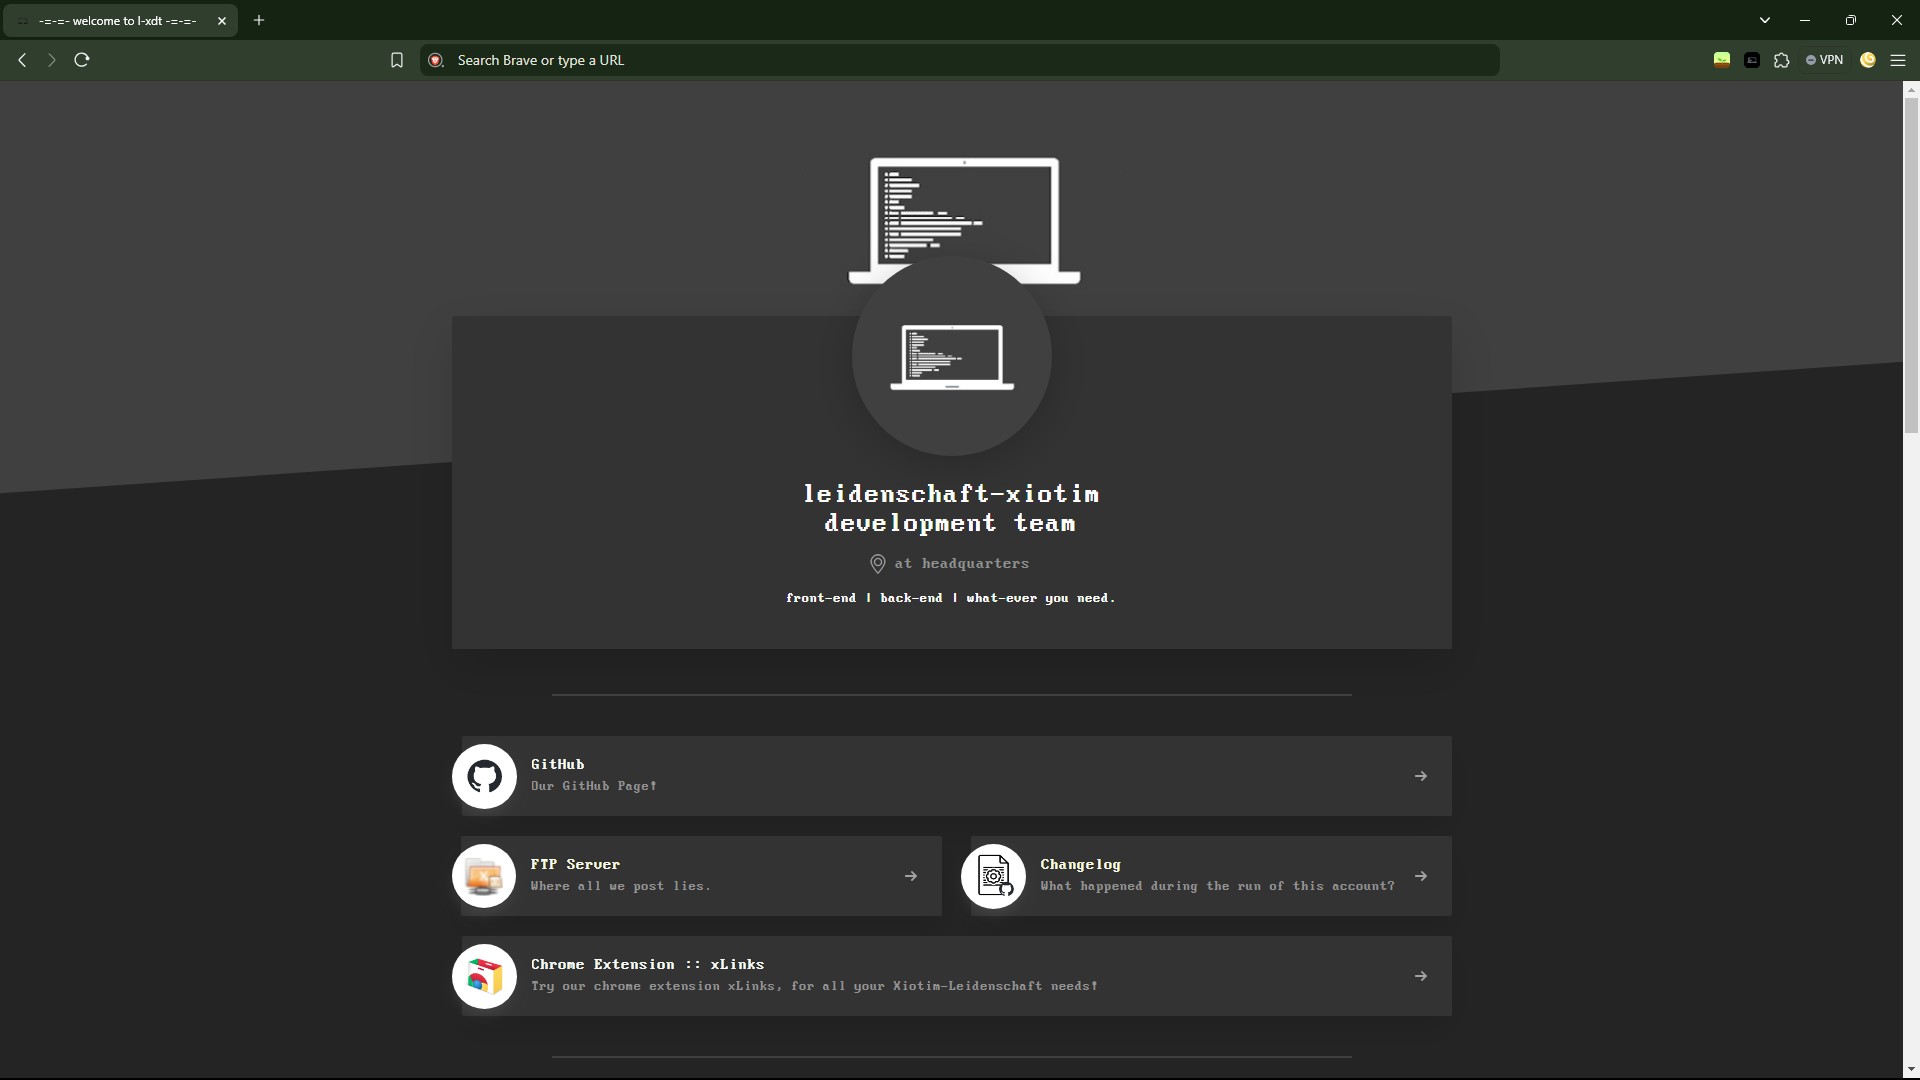 -=-=- welcome to l-xdt -=-=-
Search Brave or type a URL
VPN
leidenschaft-xiotim
development team
at headquarters
front-end | back-end | what-ever you need.
GitHub
Our GitHub Page!
FTP Server
Where all we post lies.
Changelog
What happened during the run of this account?
Chrome Extension :: xLinks
Try our chrome extension xLinks, for all your Xiotim-Leidenschaft needs!